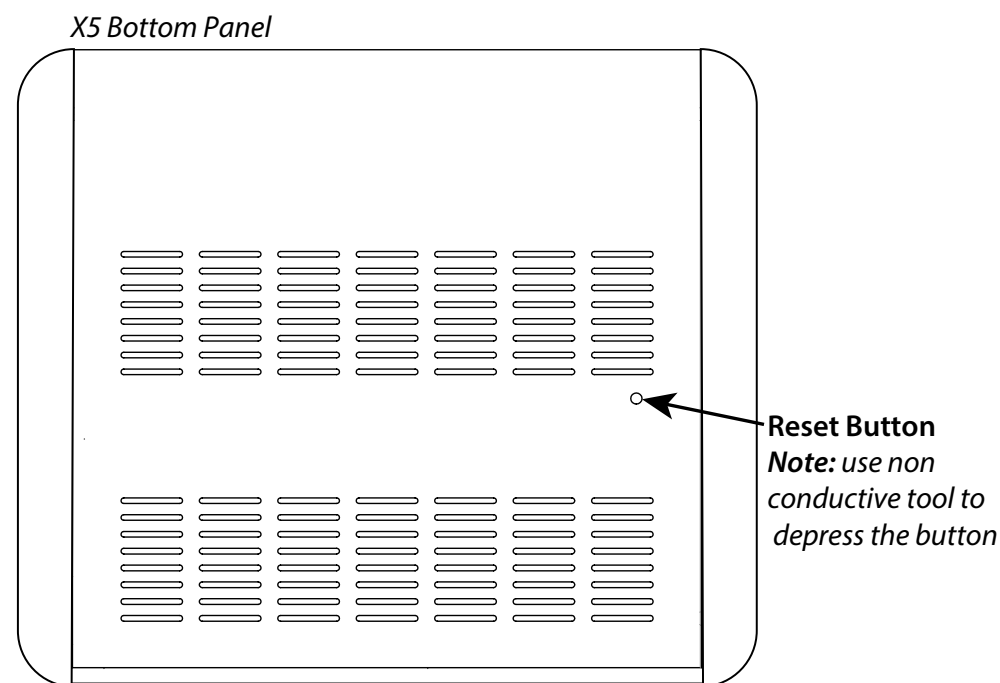 X5 Bottom Panel
Reset Button
Note: use non
conductive tool to
depress the button